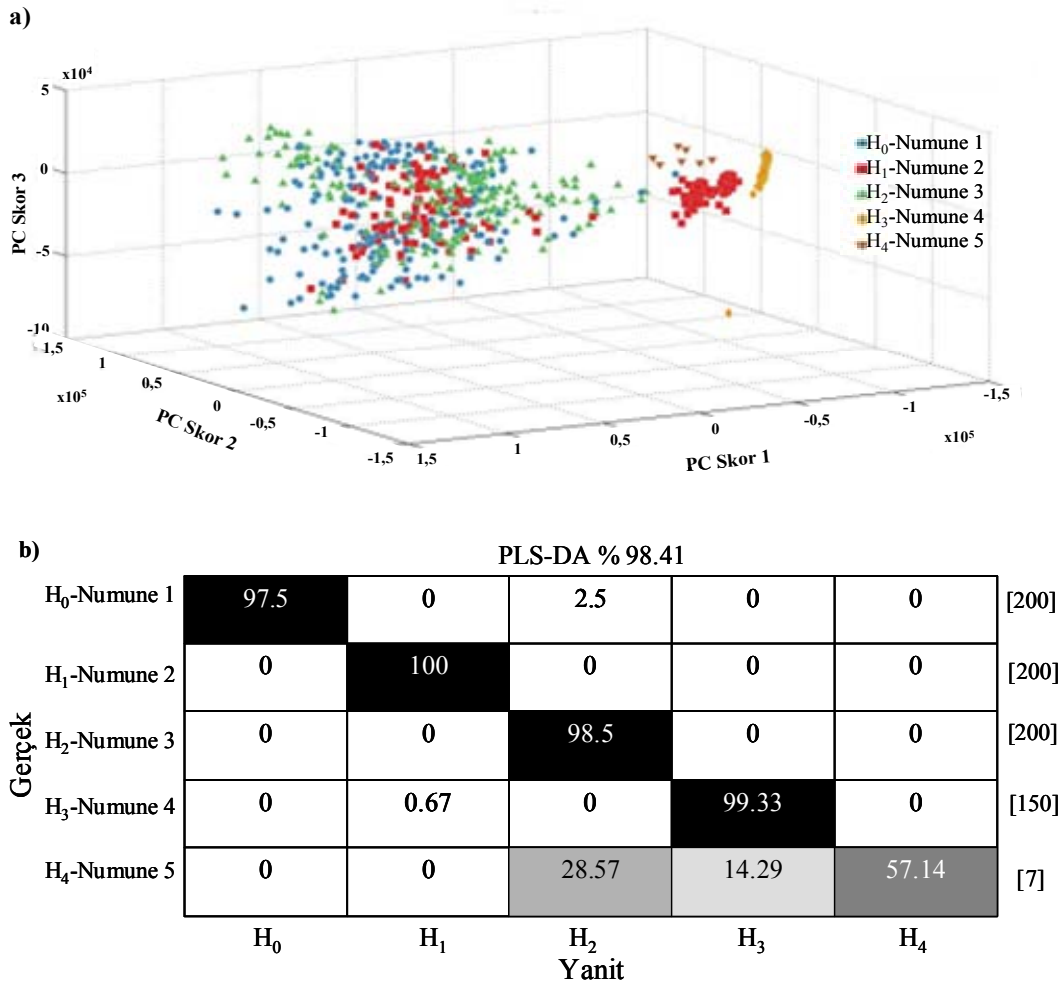 a)
x10⁴
5
0
-5
-10
PC Skor 3
1,5
1
0,5
0
-0,5
-1
-1,5
x10⁵
PC Skor 2
1,5
1
0,5
0
-0,5
-1
-1,5
x10⁵
PC Skor 1
H₀-Numune 1
H₁-Numune 2
H₂-Numune 3
H₃-Numune 4
H₄-Numune 5
b)
PLS-DA % 98.41
Gerçek
H₀-Numune 1 97.5 0 2.5 0 0 [200]
H₁-Numune 2 0 100 0 0 0 [200]
H₂-Numune 3 0 0 98.5 0 0 [200]
H₃-Numune 4 0 0.67 0 99.33 0 [150]
H₄-Numune 5 0 0 28.57 14.29 57.14 [7]
H₀ H₁ H₂ H₃ H₄
Yanit